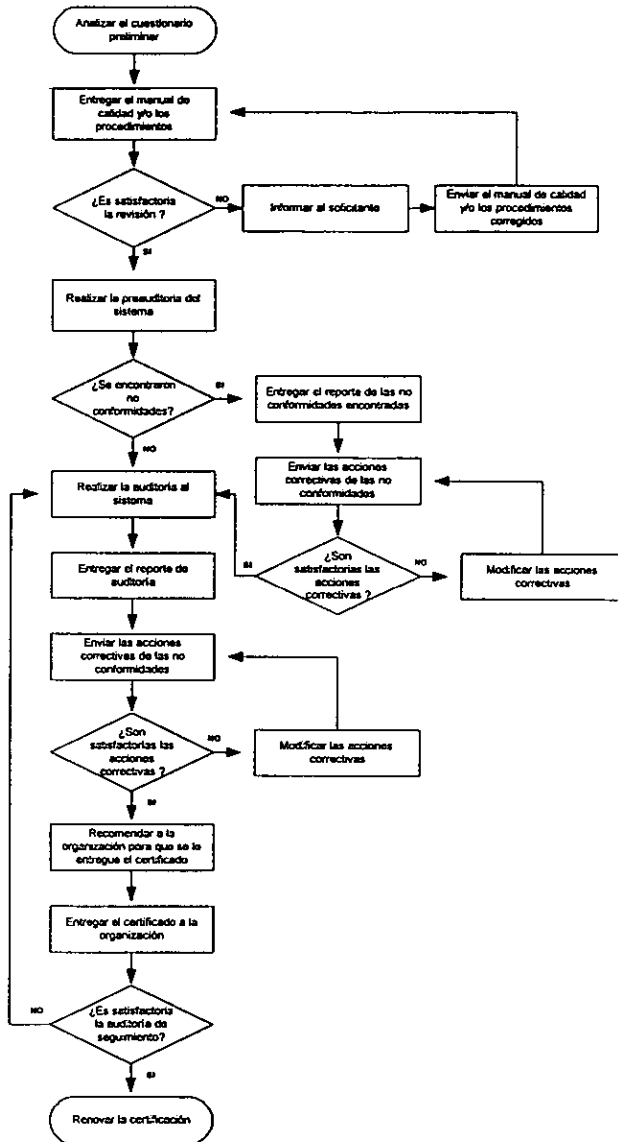 Analizar el cuestionario
preliminar
Entregar el manual de
calidad y/o los
procedimientos
¿Es satisfactoria
la revisión ?
NO
Informar al solicitante
Enviar el manual de calidad
y/o los procedimientos
corregidos
SI
Realizar la preauditoria del
sistema
¿Se encontraron
no
conformidades?
SI
Entregar el reporte de las no
conformidades encontradas
NO
Enviar las acciones
correctivas de las no
conformidades
Realizar la auditoría al
sistema
¿Son
satisfactorias las
acciones
correctivas ?
SI
NO
Modificar las acciones
correctivas
Entregar el reporte de
auditoría
Enviar las acciones
correctivas de las no
conformidades
¿Son
satisfactorias las
acciones
correctivas ?
NO
Modificar las acciones
correctivas
SI
Recomendar a la
organización para que se le
entregue el certificado
Entregar el certificado a la
organización
¿Es satisfactoria
la auditoría de
seguimiento?
NO
SI
Renovar la certificación